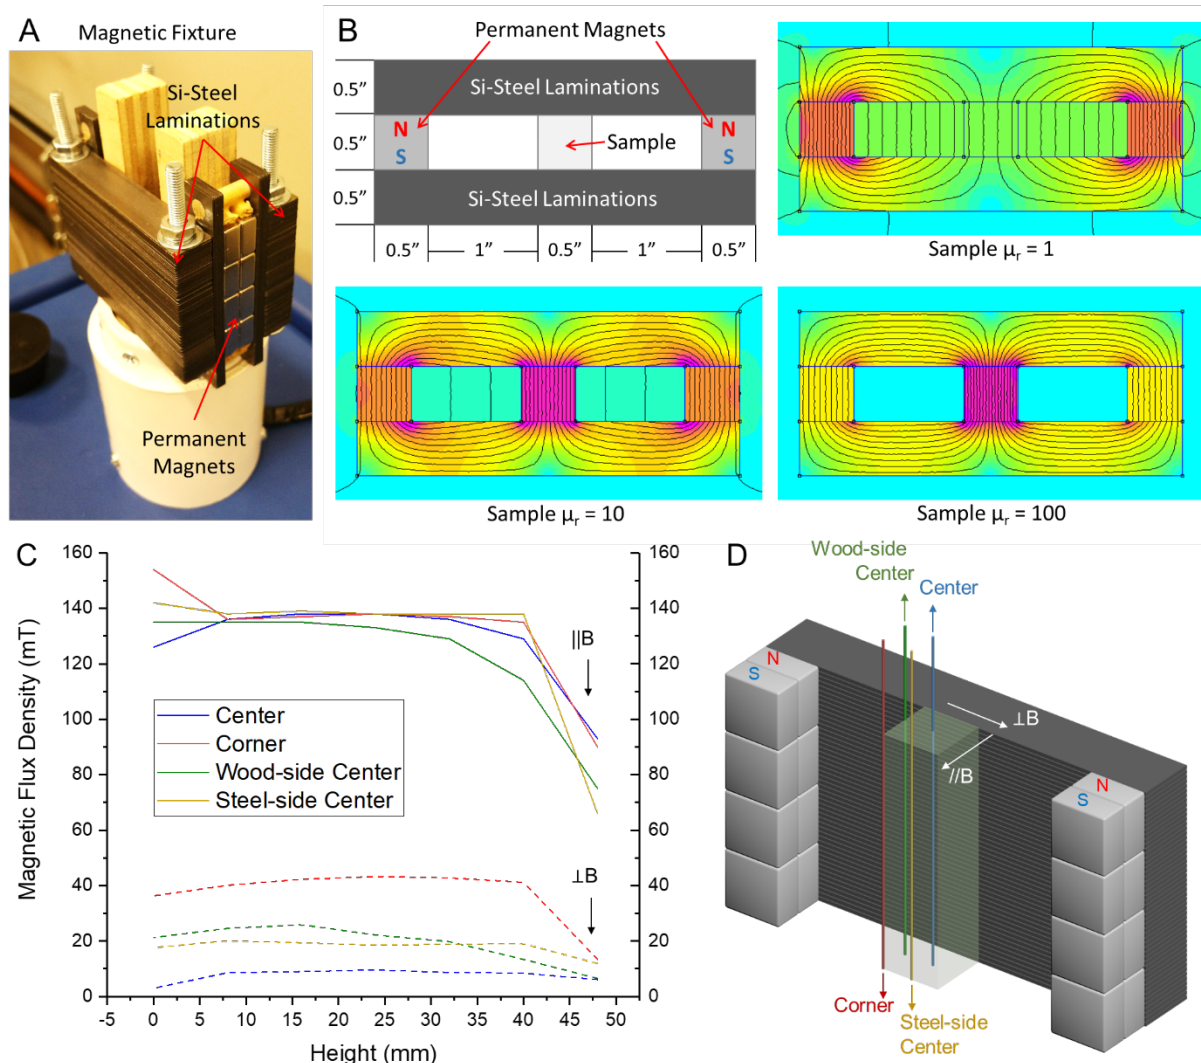 A
Magnetic Fixture
Si-Steel
Laminations
Permanent
Magnets
B
Permanent Magnets
0.5”
Si-Steel Laminations
0.5”
N
S
Sample
N
S
0.5”
Si-Steel Laminations
0.5”
1”
0.5”
1”
0.5”
Sample μr = 1
Sample μr = 10
Sample μr = 100
C
160
140
120
100
80
60
40
20
0
Magnetic Flux Density (mT)
160
140
120
100
80
60
40
20
0
||B
Center
Corner
Wood-side Center
Steel-side Center
⊥B
-5
0
5
10
15
20
25
30
35
40
45
50
Height (mm)
D
Wood-side
Center
Center
N
S
⊥B
//B
N
S
Corner
Steel-side
Center